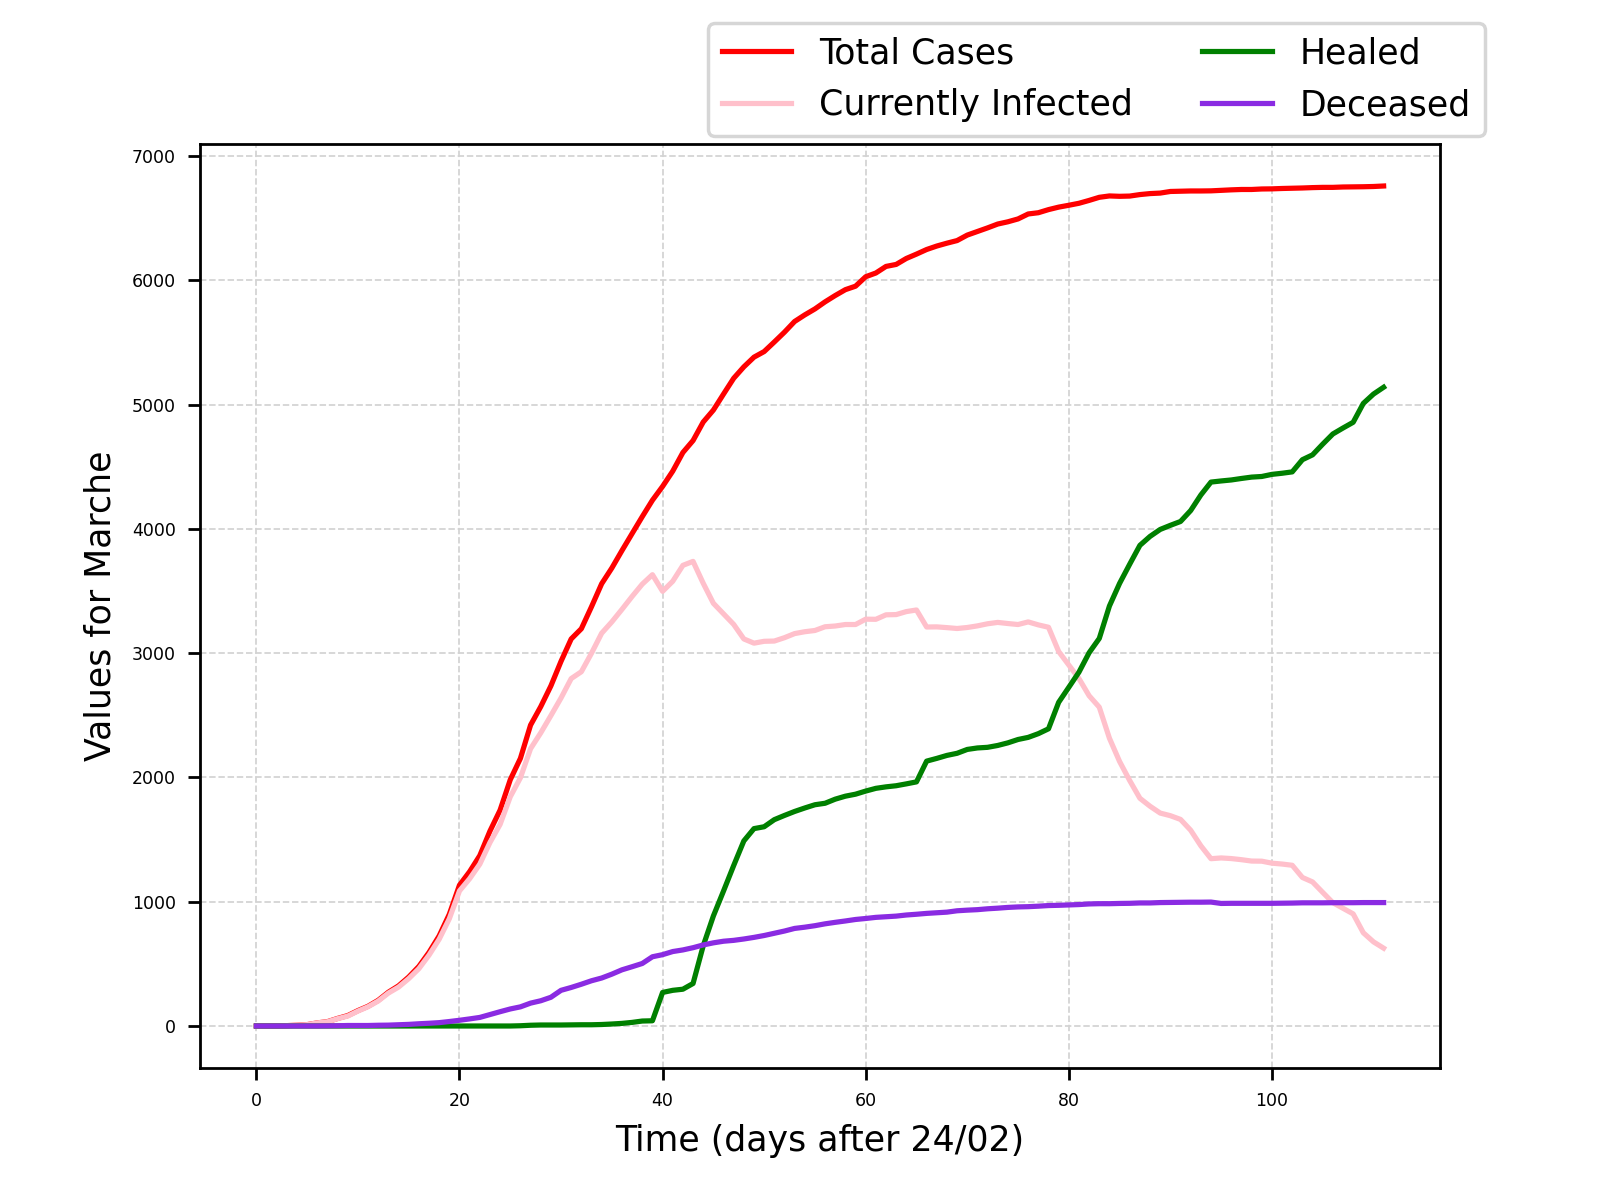 Total Cases
Currently Infected
Healed
Deceased
7000
6000
5000
4000
3000
2000
1000
0
Values for Marche
0 20 40 60 80 100
Time (days after 24/02)